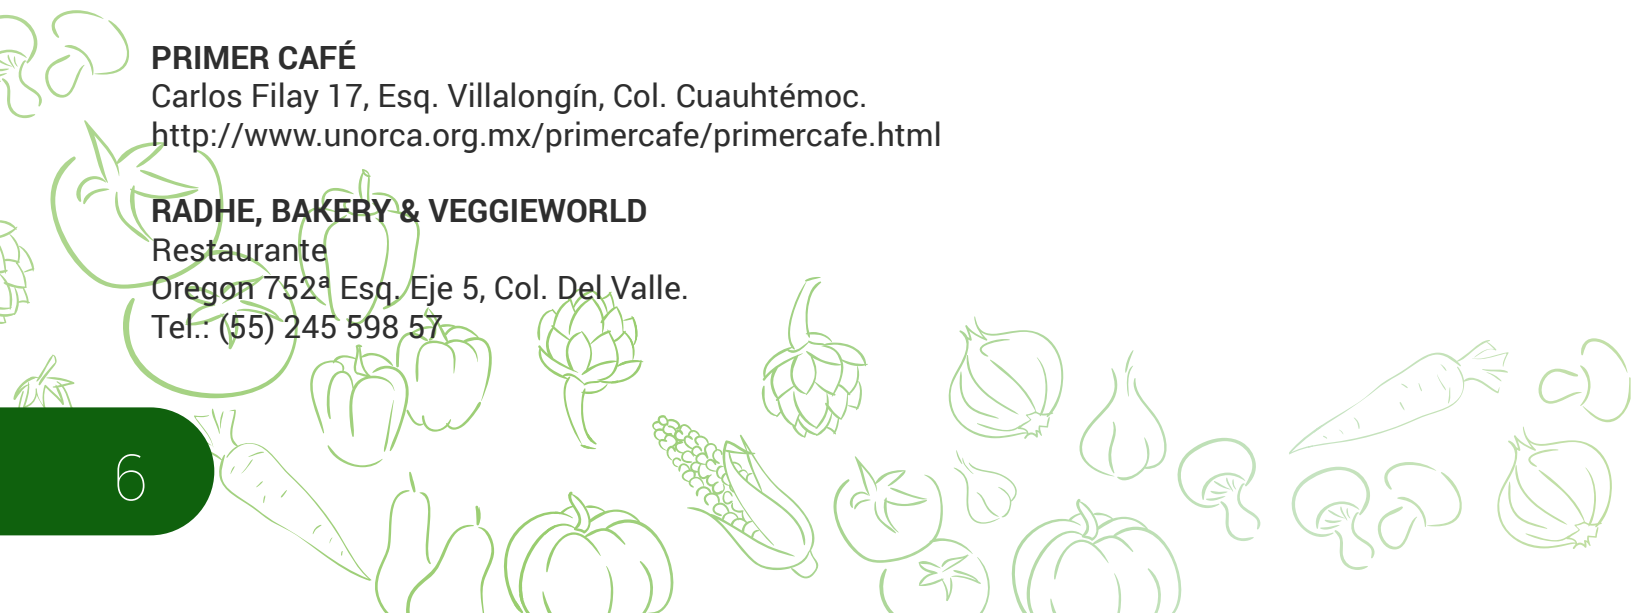 PRIMER CAFÉ
Carlos Filay 17, Esq. Villalongín, Col. Cuauhtémoc.
http://www.unorca.org.mx/primercafe/primercafe.html
RADHE, BAKERY & VEGGIEWORLD
Restaurante
Oregon 752ª Esq. Eje 5, Col. Del Valle.
Tel.: (55) 245 598 57
6